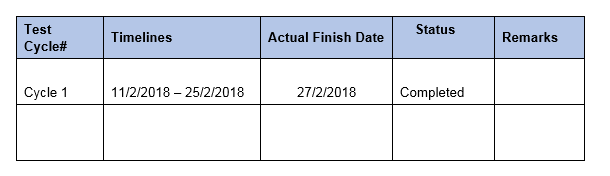 Test Cycle# Timelines Actual Finish Date Status Remarks
Cycle 1 11/2/2018 – 25/2/2018 27/2/2018 Completed